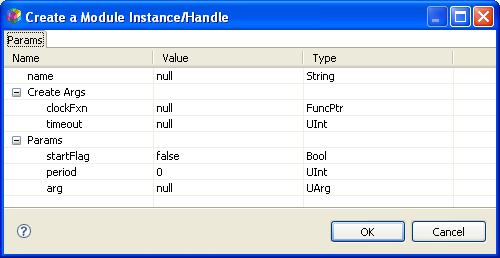 Create a Module Instance/Handle
Params
Name Value Type
name null String
Create Args
clockFxn null FuncPtr
timeout null UInt
Params
startFlag false Bool
period 0 UInt
arg null UArg
? OK Cancel